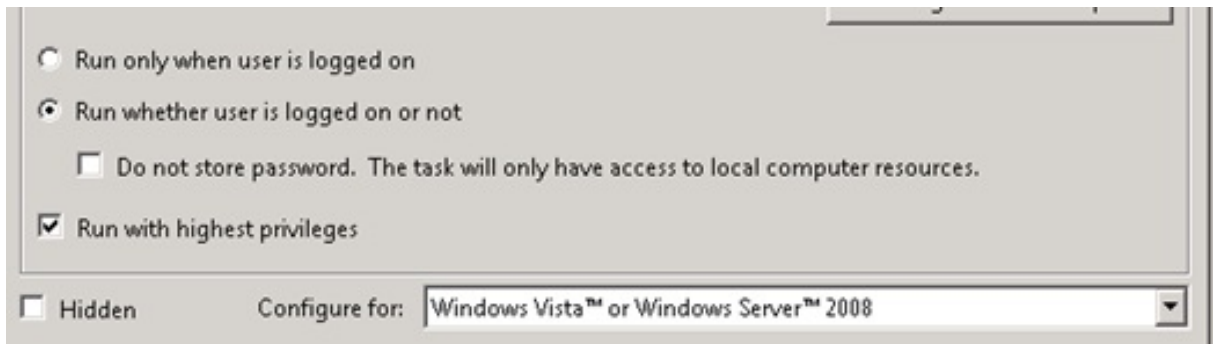 Run only when user is logged on
Run whether user is logged on or not
Do not store password. The task will only have access to local computer resources.
Run with highest privileges
Hidden Configure for: Windows Vista™ or Windows Server™ 2008